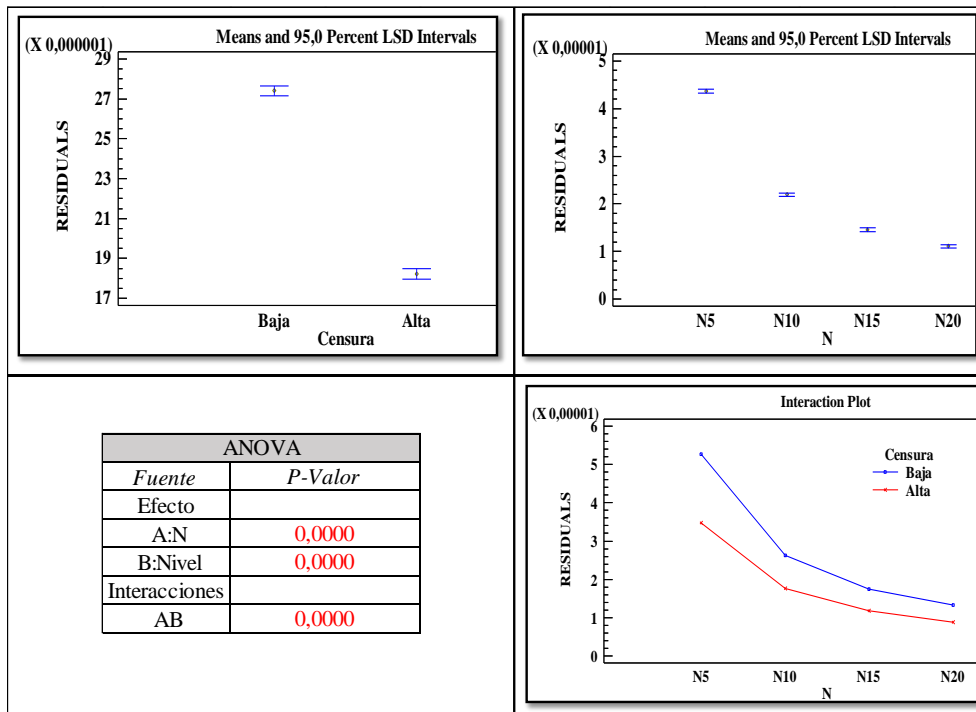 Means and 95,0 Percent LSD Intervals
(X 0,000001)
29
27
25
23
21
19
17
RESIDUALS
Baja Alta
Censura
Means and 95,0 Percent LSD Intervals
(X 0,00001)
5
4
3
2
1
0
RESIDUALS
N5 N10 N15 N20
N
ANOVA
Fuente P-Valor
Efecto
A:N 0,0000
B:Nivel 0,0000
Interacciones
AB 0,0000
Interaction Plot
(X 0,00001)
6
5
4
3
2
1
0
RESIDUALS
Censura
Baja
Alta
N5 N10 N15 N20
N